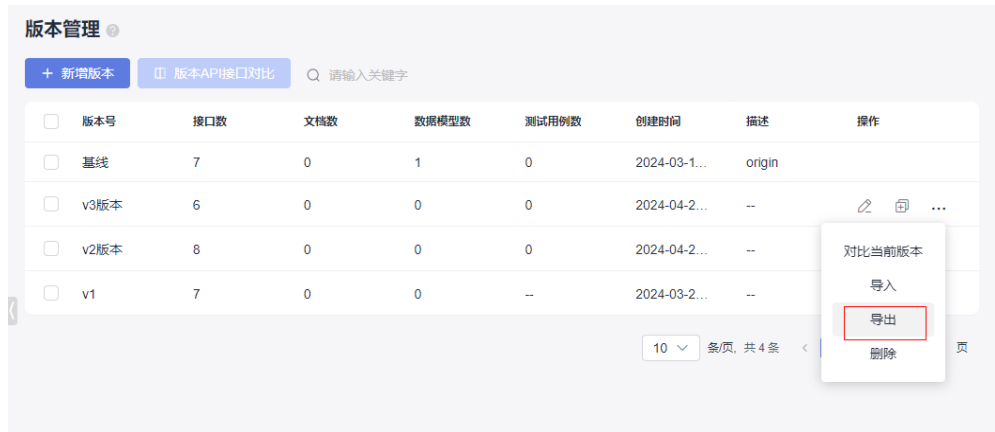 版本管理
新增版本 版本API接口对比 请输入关键字
版本号 接口数 文档数 数据模型数 测试用例数 创建时间 描述 操作
基线 7 0 1 0 2024-03-1... origin
v3版本 6 0 0 0 2024-04-2... -- ...
v2版本 8 0 0 0 2024-04-2... --
v1 7 0 0 -- 2024-03-2... --
对比当前版本
导入
导出
删除
10 条/页, 共 4 条 页